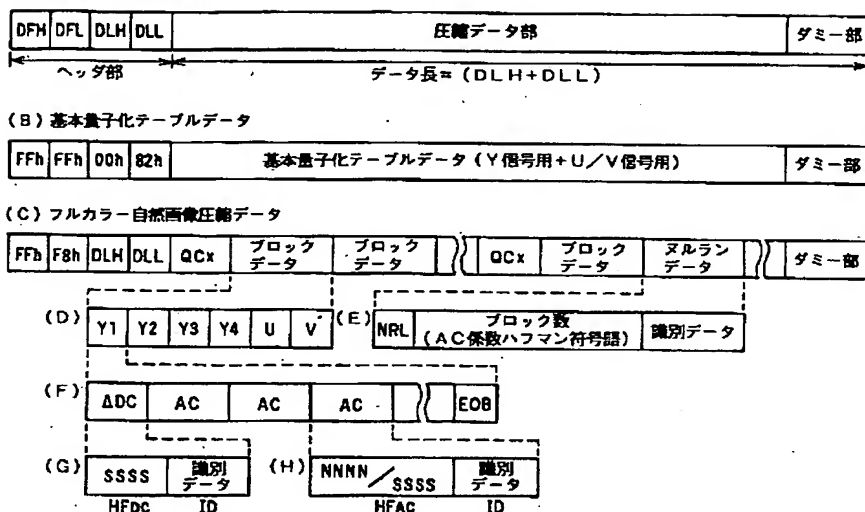 DFH DFL DLH DLL 圧縮データ部 ダミー部
ヘッダ部 データ長=(DLH+DLL)
(B)基本量子化テーブルデータ
FFh FFh 00h 82h 基本量子化テーブルデータ(Y信号用+U/V信号用) ダミー部
(C)フルカラー自然画像圧縮データ
FFh F8h DLH DLL QCx ブロックデータ ブロックデータ QCx ブロックデータ ヌルランデータ ダミー部
(D) Y1 Y2 Y3 Y4 U V (E) NRL ブロック数(AC係数ハフマン符号語) 識別データ
(F) ΔDC AC AC AC EOB
(G) SSSS 識別データ (H) NNNN/SSSS 識別データ
HFDC ID HFAC ID